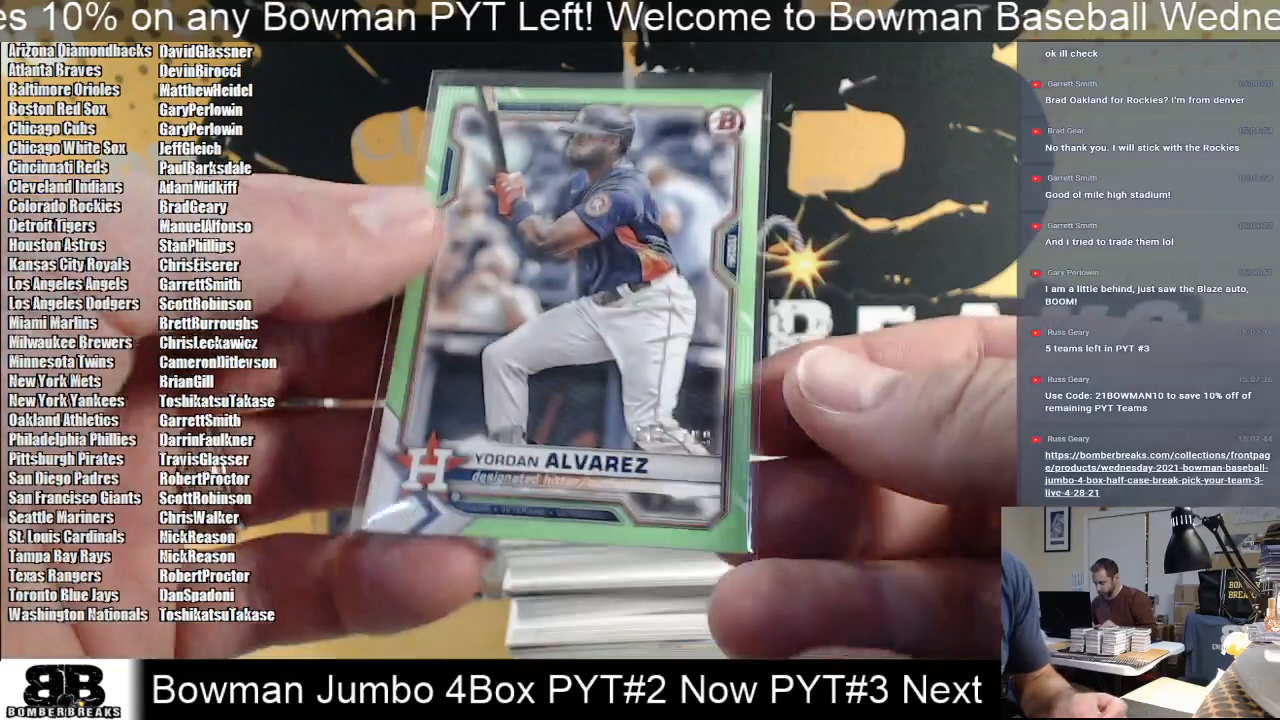 es 10% on any Bowman PYT Left! Welcome to Bowman Baseball Wedne
Arizona Diamondbacks DavidGlassner
Atlanta Braves DevinBirocci
Baltimore Orioles MatthewHeidel
Boston Red Sox GaryPerlowin
Chicago Cubs GaryPerlowin
Chicago White Sox JeffGleich
Cincinnati Reds PaulBarksdale
Cleveland Indians AdamMidkiff
Colorado Rockies BradGeary
Detroit Tigers ManuelAlfonso
Houston Astros StanPhillips
Kansas City Royals ChrisEiserer
Los Angeles Angels GarrettSmith
Los Angeles Dodgers ScottRobinson
Miami Marlins BrettBurroughs
Milwaukee Brewers ChrisLeckawicz
Minnesota Twins CameronDitlevson
New York Mets BrianGill
New York Yankees ToshikatsuTakase
Oakland Athletics GarrettSmith
Philadelphia Phillies DarrinFaulkner
Pittsburgh Pirates TravisGlasser
San Diego Padres RobertProctor
San Francisco Giants ScottRobinson
Seattle Mariners ChrisWalker
St. Louis Cardinals NickReason
Tampa Bay Rays NickReason
Texas Rangers RobertProctor
Toronto Blue Jays DanSpadoni
Washington Nationals ToshikatsuTakase
B
H
YORDAN ALVAREZ
designated hitter
ok ill check
Garrett Smith
Brad Oakland for Rockies? I'm from denver
Brad Gear
No thank you. I will stick with the Rockies
Garrett Smith
Good ol mile high stadium!
Garrett Smith
And i tried to trade them lol
Gary Perlowin
I am a little behind, just saw the Blaze auto,
BOOM!
Russ Geary
5 teams left in PYT #3
Russ Geary
Use Code: 21BOWMAN10 to save 10% off of
remaining PYT Teams
Russ Geary 15:07:44
https://bomberbreaks.com/collections/frontpag
e/products/wednesday-2021-bowman-baseball-
jumbo-4-box-half-case-break-pick-your-team-3-
live-4-28-21
BB
BOMBERBREAKS
Bowman Jumbo 4Box PYT#2 Now PYT#3 Next